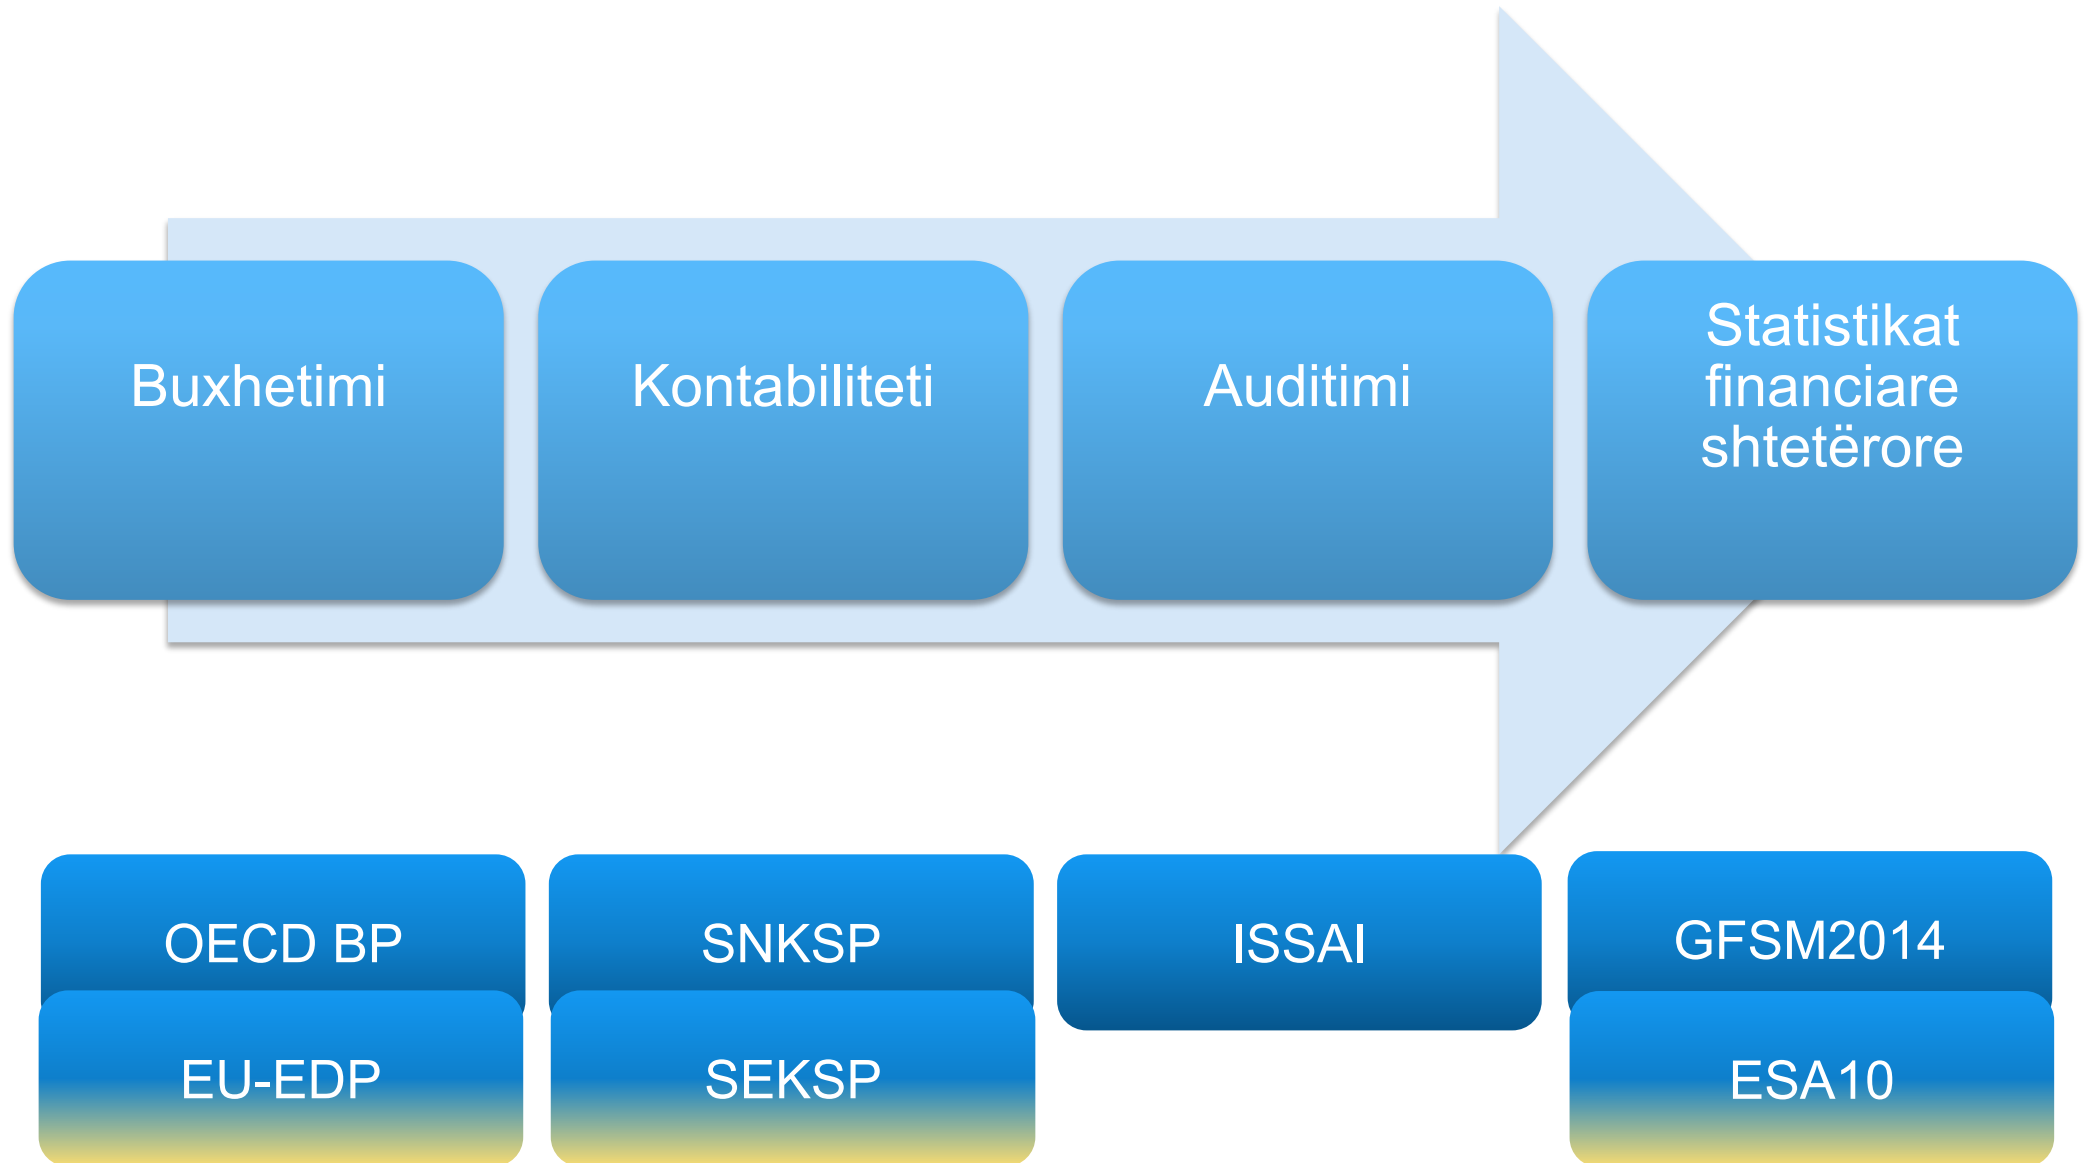 Buxhetimi
Kontabiliteti
Auditimi
Statistikat
financiare
shtetërore
OECD BP
SNKSP
ISSAI
GFSM2014
EU-EDP
SEKSP
ESA10